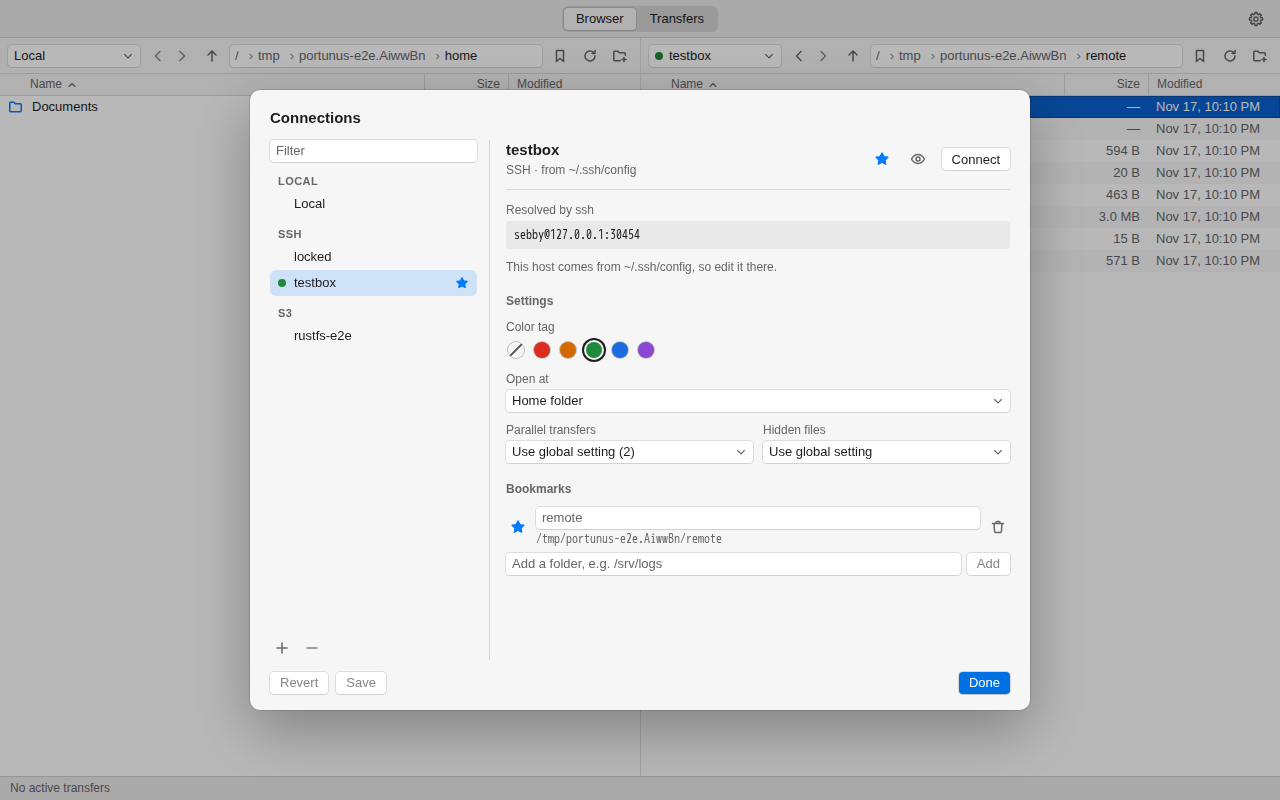 Browser Transfers
Local / › tmp › portunus-e2e.AiwwBn › home
testbox / › tmp › portunus-e2e.AiwwBn › remote
Name Size Modified
Name Size Modified
Documents
— Nov 17, 10:10 PM
— Nov 17, 10:10 PM
594 B Nov 17, 10:10 PM
20 B Nov 17, 10:10 PM
463 B Nov 17, 10:10 PM
3.0 MB Nov 17, 10:10 PM
15 B Nov 17, 10:10 PM
571 B Nov 17, 10:10 PM
Connections
Filter
LOCAL
Local
SSH
locked
testbox
S3
rustfs-e2e
testbox
SSH · from ~/.ssh/config
Connect
Resolved by ssh
sebby@127.0.0.1:30454
This host comes from ~/.ssh/config, so edit it there.
Settings
Color tag
Open at
Home folder
Parallel transfers Hidden files
Use global setting (2) Use global setting
Bookmarks
remote
/tmp/portunus-e2e.AiwwBn/remote
Add a folder, e.g. /srv/logs Add
Revert Save Done
No active transfers